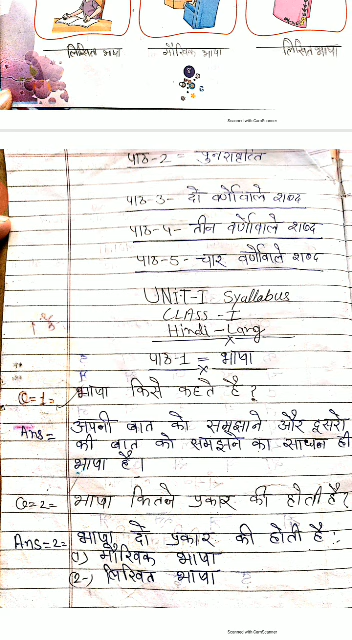 लिखित भाषा
मौखिक भाषा
लिखित भाषा
Scanned with CamScanner
पाठ-2 = पुनरावृत्ति
पाठ-3- दो वर्णोवाले शब्द
पाठ-4- तीन वर्णोवाले शब्द
पाठ-5- चार वर्णोवाले शब्द
UNIT-I Syallabus
CLASS-I
Hindi-Lang
पाठ-1 = भाषा
Q=1= भाषा किसे कहते है?
Ans= अपनी बात को समझाने और दूसरो
की बात को समझने का साधन ही
भाषा है।
Q=2= भाषा कितने प्रकार की होती है?
Ans-2= भाषा दो प्रकार की होती है:-
(1) मौखिक भाषा
(2-) लिखित भाषा
Scanned with CamScanner